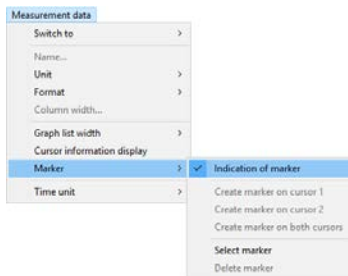 Measurement data
Switch to
Name...
Unit
Format
Column width...
Graph list width
Cursor information display
Marker
Time unit
Indication of marker
Create marker on cursor 1
Create marker on cursor 2
Create marker on both cursors
Select marker
Delete marker